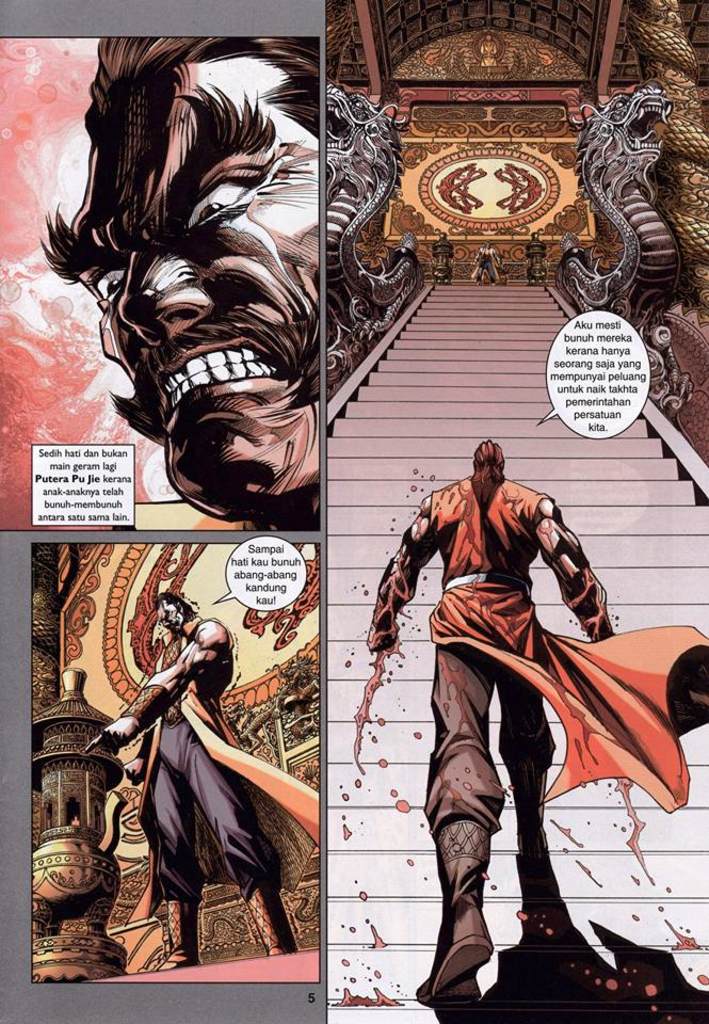 Sedih hati dan bukan
main geram lagi
Putera Pu Jie kerana
anak-anaknya telah
bunuh-membunuh
antara satu sama lain.
Sampai
hati kau bunuh
abang-abang
kandung
kau!
Aku mesti
bunuh mereka
kerana hanya
seorang saja yang
mempunyai peluang
untuk naik takhta
pemerintahan
persatuan
kita.
5